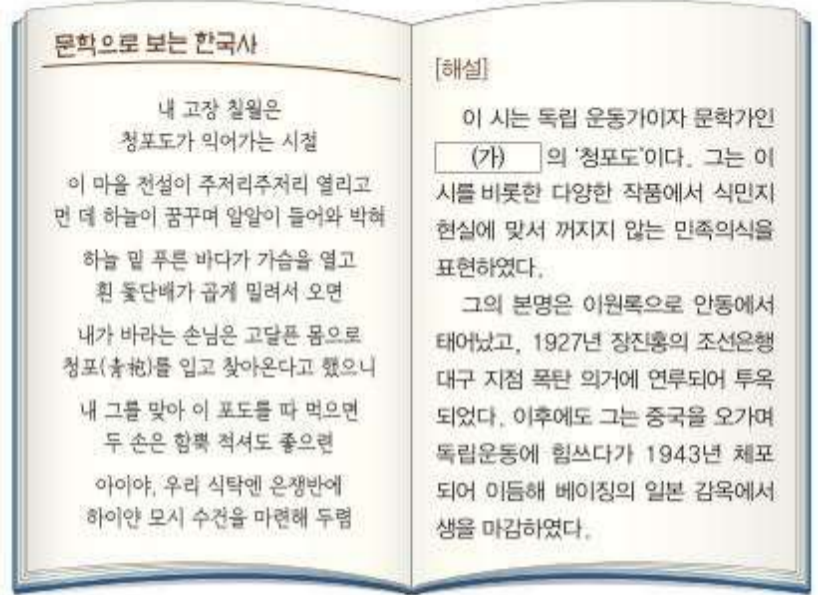 문학으로 보는 한국사
내 고장 칠월은
청포도가 익어가는 시절
이 마을 전설이 주저리주저리 열리고
먼 데 하늘이 꿈꾸며 알알이 들어와 박혀
하늘 밑 푸른 바다가 가슴을 열고
흰 돛단배가 곱게 밀려서 오면
내가 바라는 손님은 고달픈 몸으로
청포(靑袍)를 입고 찾아온다고 했으니
내 그를 맞아 이 포도를 따 먹으면
두 손은 함뿍 적셔도 좋으련
아이야, 우리 식탁엔 은쟁반에
하이얀 모시 수건을 마련해 두렴
[해설]
이 시는 독립 운동가이자 문학가인
(가) 의 '청포도'이다. 그는 이
시를 비롯한 다양한 작품에서 식민지
현실에 맞서 꺼지지 않는 민족의식을
표현하였다.
그의 본명은 이원록으로 안동에서
태어났고, 1927년 장진홍의 조선은행
대구 지점 폭탄 의거에 연루되어 투옥
되었다. 이후에도 그는 중국을 오가며
독립운동에 힘쓰다가 1943년 체포
되어 이듬해 베이징의 일본 감옥에서
생을 마감하였다.